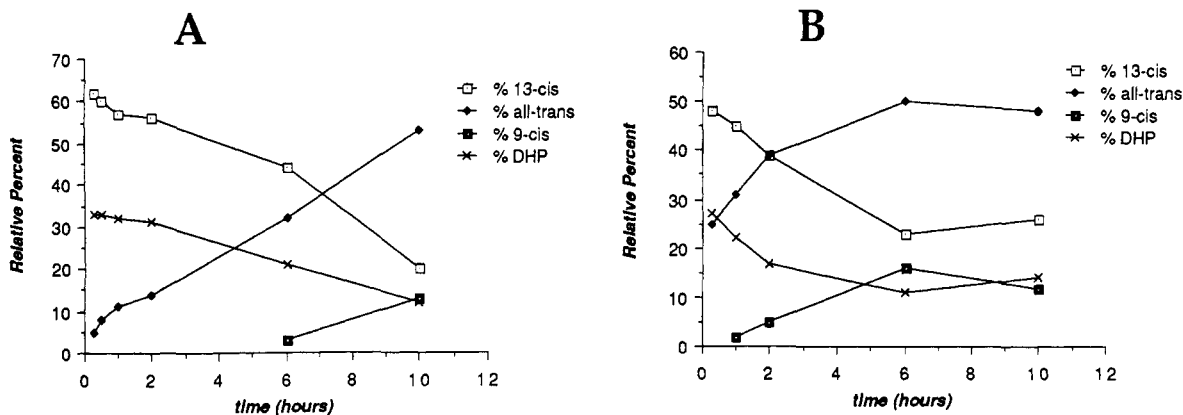 A
70
60
50
40
30
20
10
0
Relative Percent
0 2 4 6 8 10 12
time (hours)
% 13-cis
% all-trans
% 9-cis
% DHP
B
60
50
40
30
20
10
0
Relative Percent
0 2 4 6 8 10 12
time (hours)
% 13-cis
% all-trans
% 9-cis
% DHP